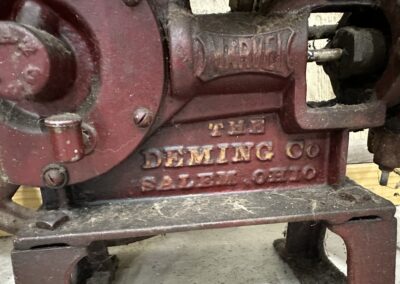 MARVEL
THE
DEMING Co
SALEM, OHIO